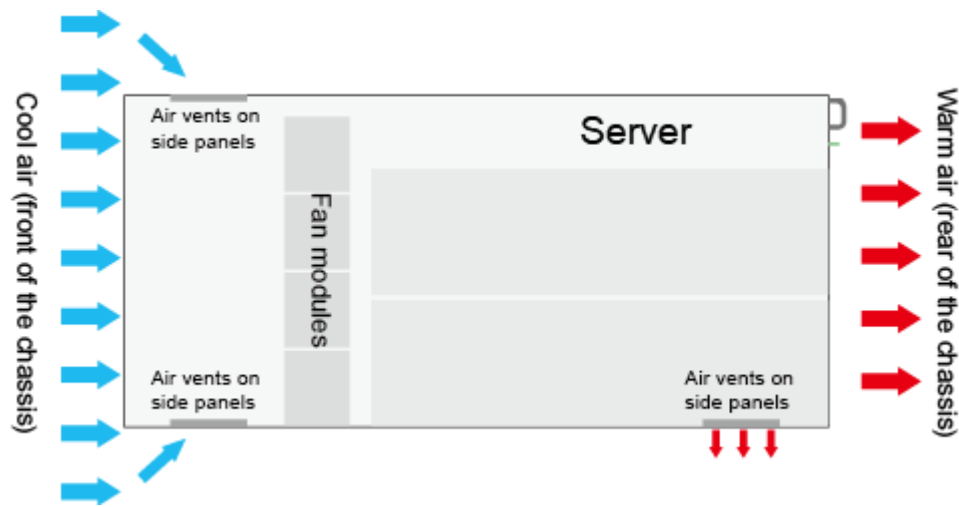 Cool air (front of the chassis)
Air vents on
side panels
Fan modules
Server
Air vents on
side panels
Air vents on
side panels
Warm air (rear of the chassis)